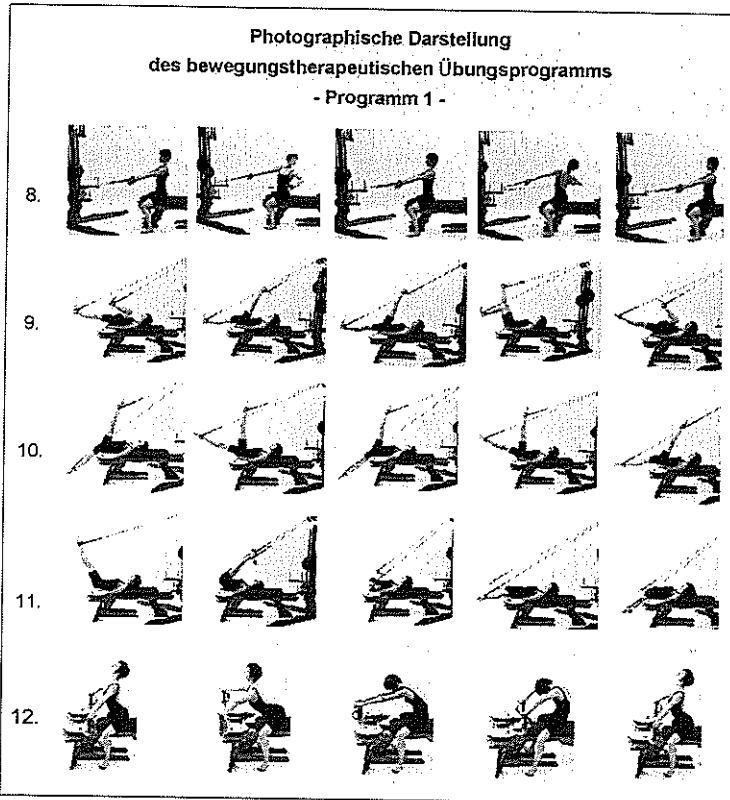 Photographische Darstellung
des bewegungstherapeutischen Übungsprogramms
- Programm 1 -
8.
9.
10.
11.
12.